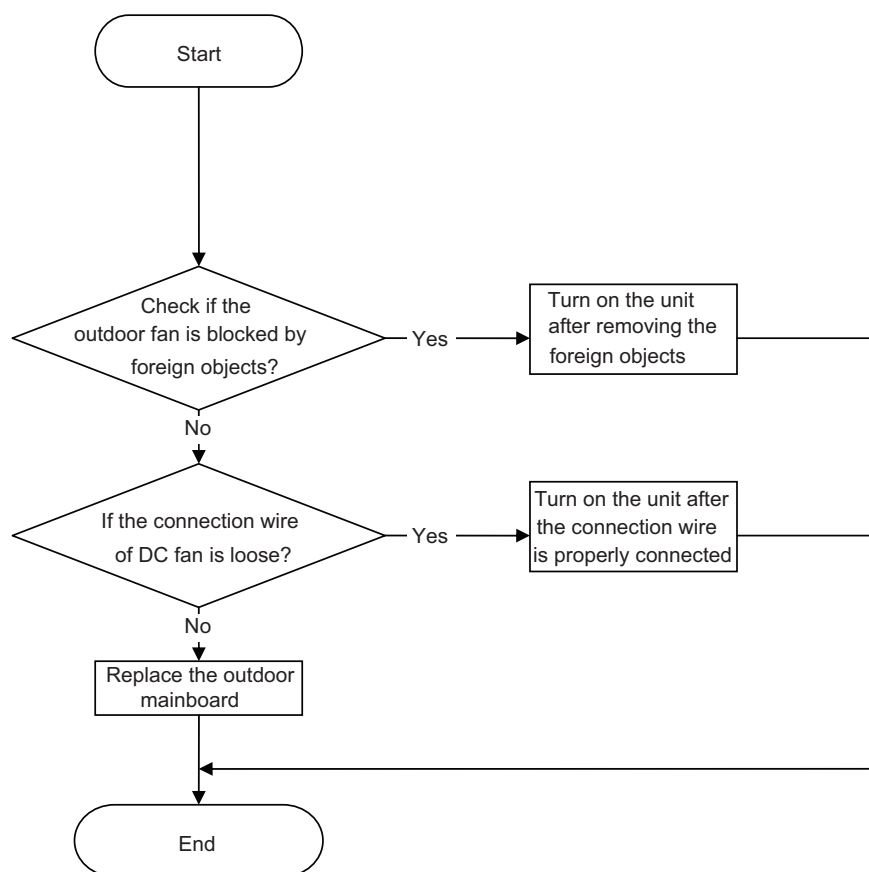 Start
Check if the
outdoor fan is blocked by
foreign objects?
Yes
Turn on the unit
after removing the
foreign objects
No
If the connection wire
of DC fan is loose?
Yes
Turn on the unit after
the connection wire
is properly connected
No
Replace the outdoor
mainboard
End